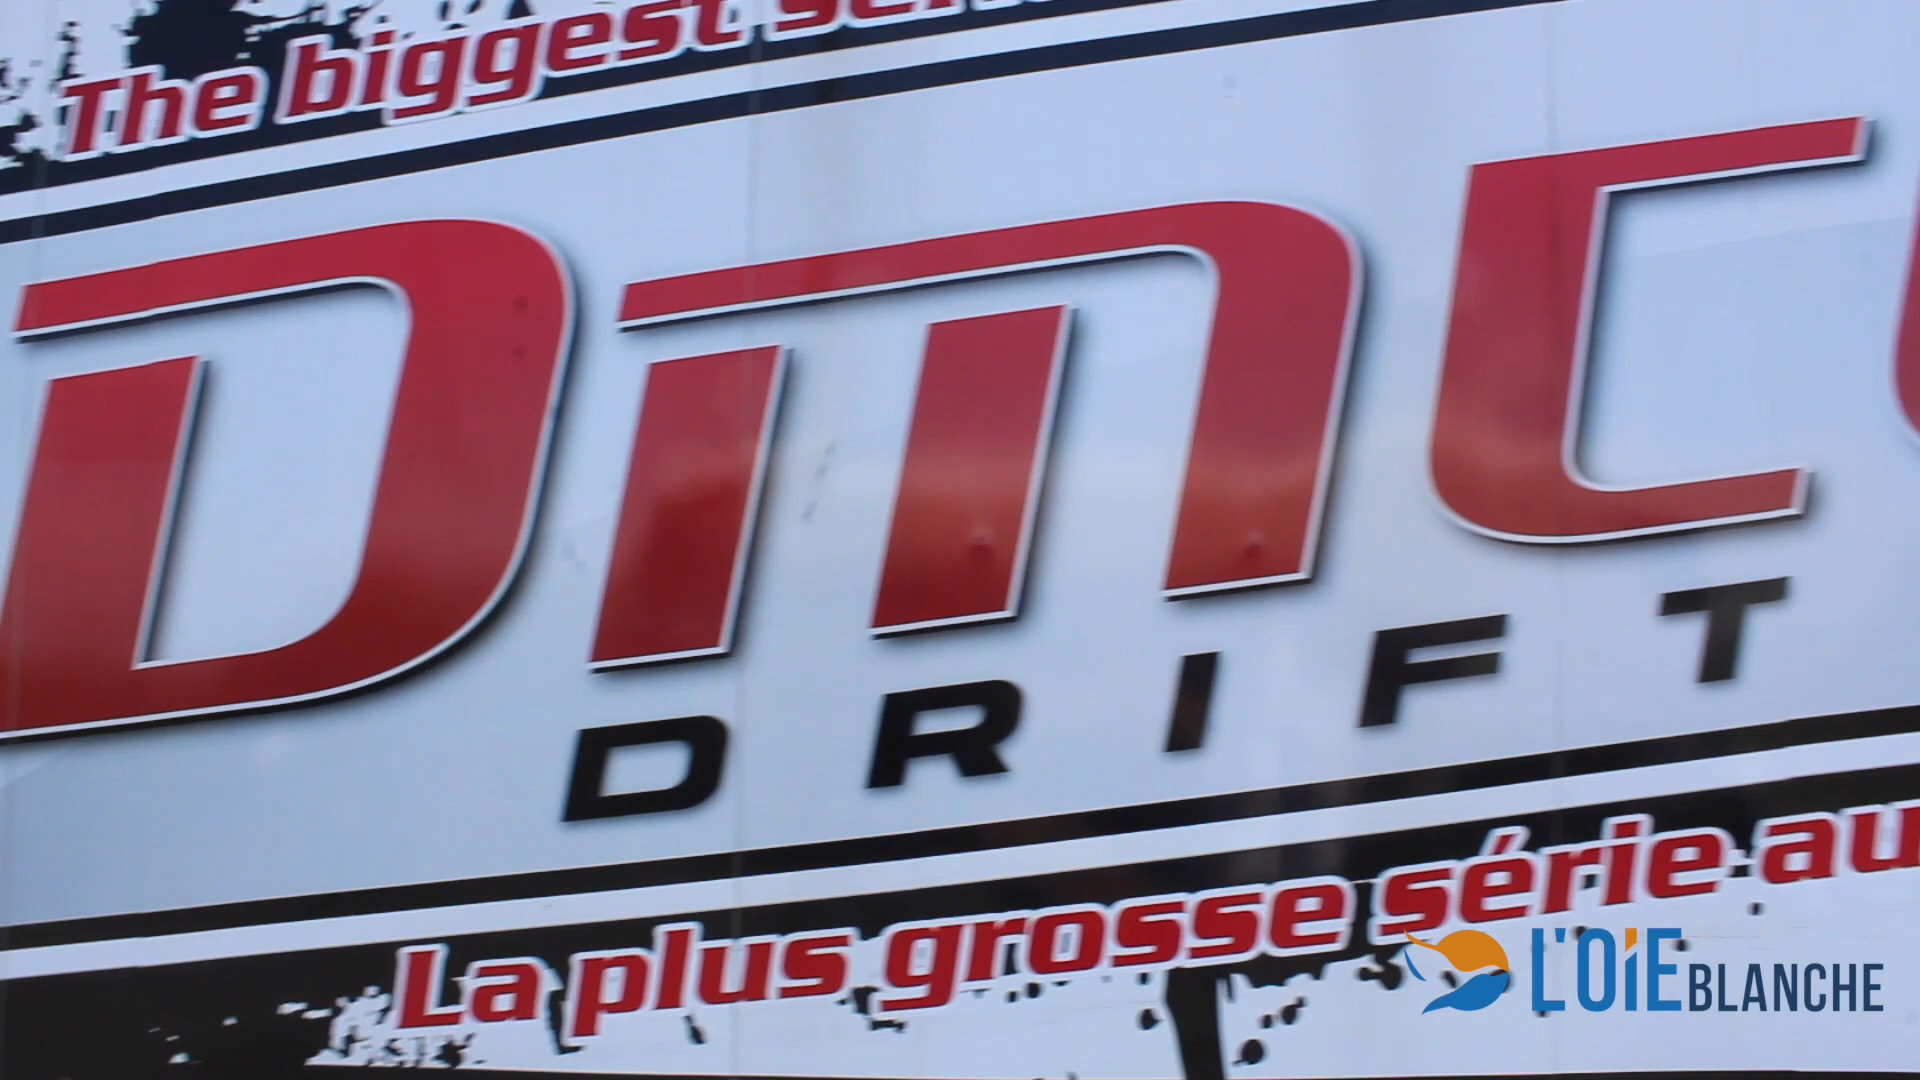 The biggest
DMC
DRIFT
La plus grosse série au
L'OIE BLANCHE